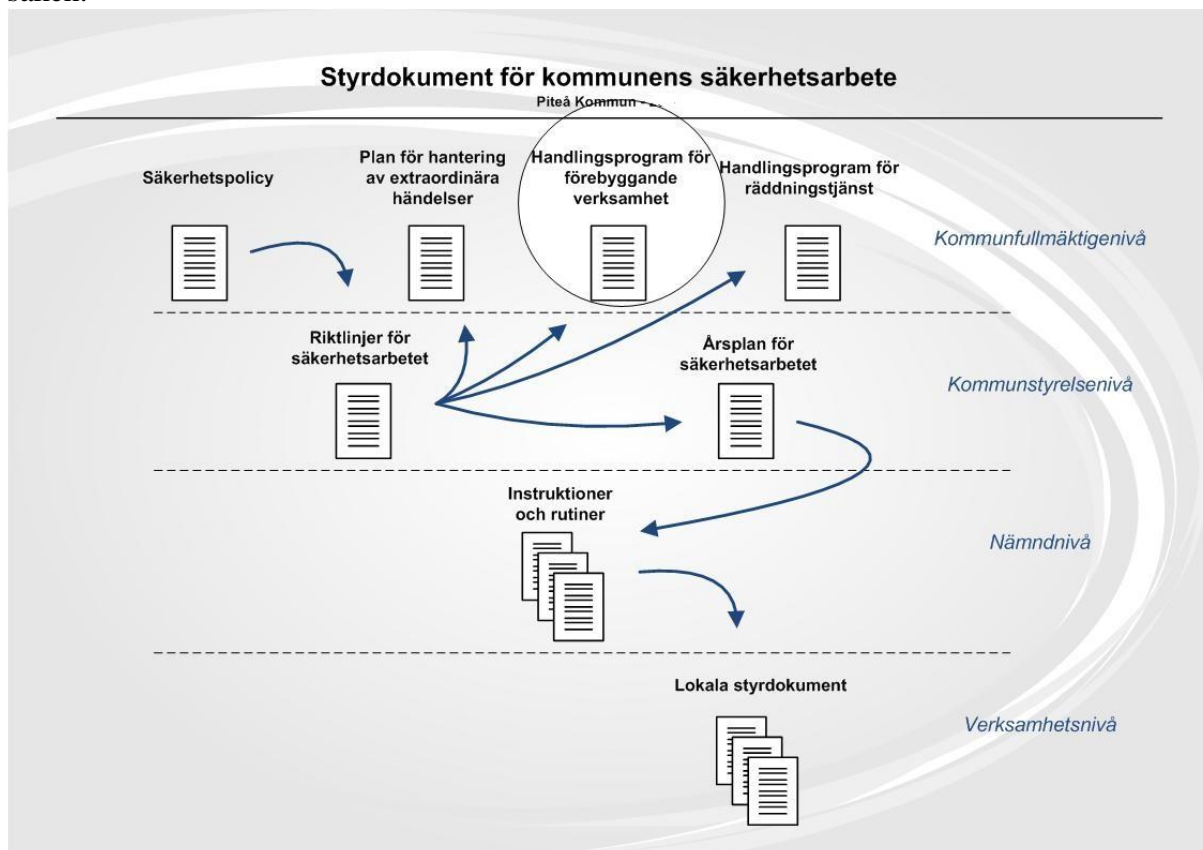 Styrdokument för kommunens säkerhetsarbete
Piteå Kommun -
Säkerhetspolicy
Plan för hantering
av extraordinära
händelser
Handlingsprogram för
förebyggande
verksamhet
Handlingsprogram för
räddningstjänst
Kommunfullmäktigenivå
Riktlinjer för
säkerhetsarbetet
Årsplan för
säkerhetsarbetet
Kommunstyrelsenivå
Instruktioner
och rutiner
Nämndnivå
Lokala styrdokument
Verksamhetsnivå